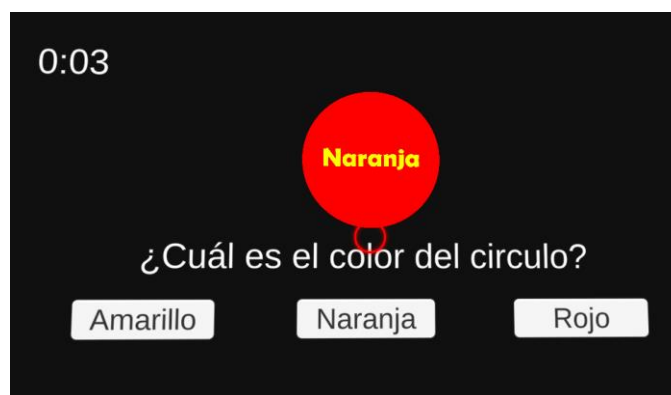 0:03
Naranja
¿Cuál es el color del circulo?
Amarillo
Naranja
Rojo